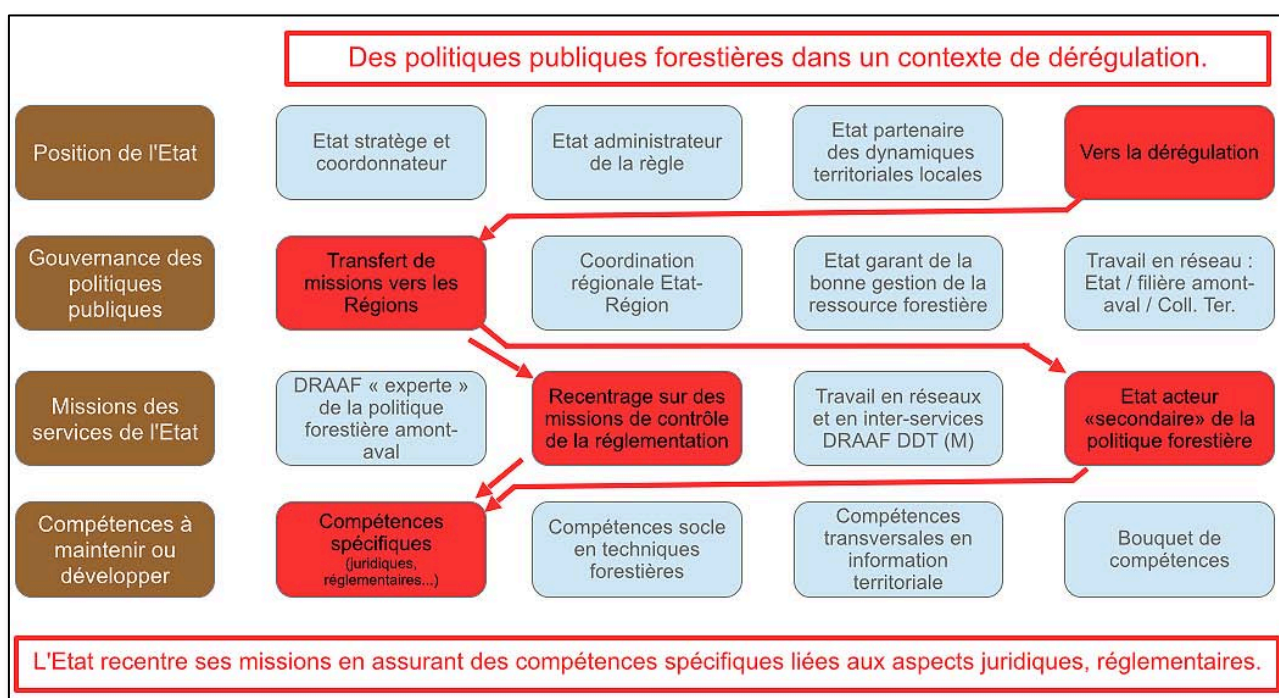 Des politiques publiques forestières dans un contexte de dérégulation.
Position de l'Etat
Etat stratège et
coordonnateur
Etat administrateur
de la règle
Etat partenaire
des dynamiques
territoriales locales
Vers la dérégulation
Gouvernance des
politiques
publiques
Transfert de
missions vers les
Régions
Coordination
régionale Etat-
Région
Etat garant de la
bonne gestion de la
ressource forestière
Travail en réseau :
Etat / filière amont-
aval / Coll. Ter.
Missions des
services de l'Etat
DRAAF « experte »
de la politique
forestière amont-
aval
Recentrage sur des
missions de contrôle
de la réglementation
Travail en réseaux
et en inter-services
DRAAF DDT (M)
Etat acteur
«secondaire» de la
politique forestière
Compétences à
maintenir ou
développer
Compétences
spécifiques
(juridiques,
réglementaires...)
Compétences socle
en techniques
forestières
Compétences
transversales en
information
territoriale
Bouquet de
compétences
L'Etat recentre ses missions en assurant des compétences spécifiques liées aux aspects juridiques, réglementaires.